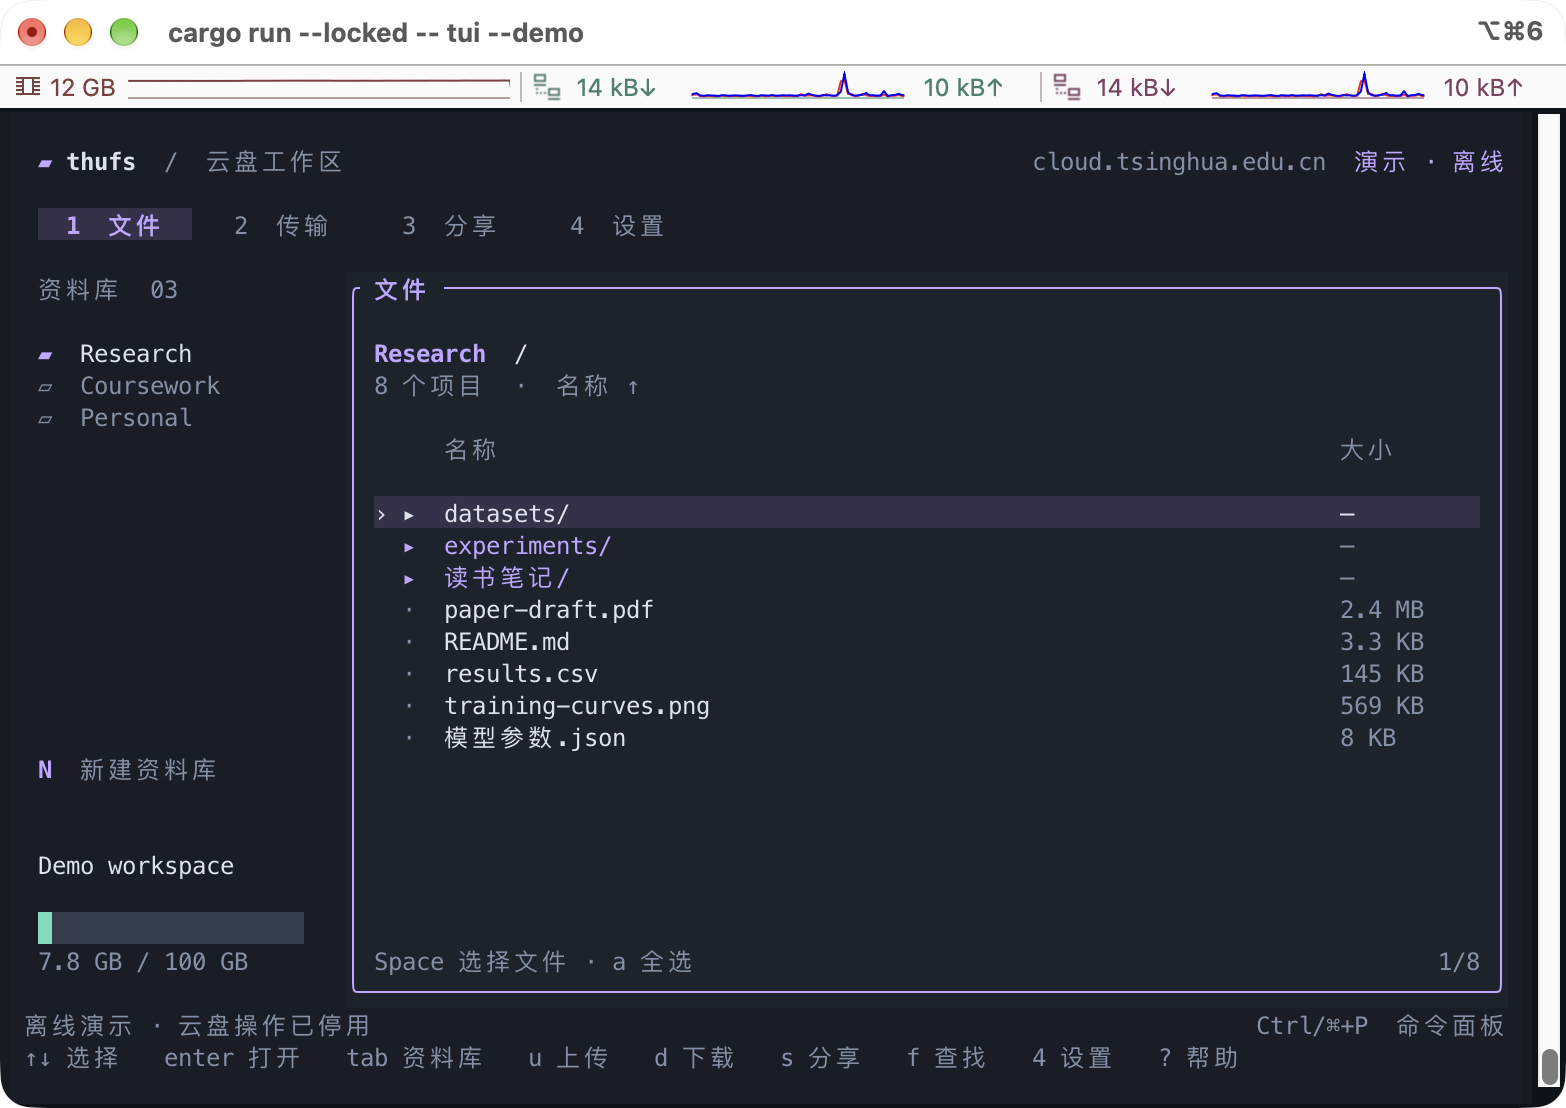 cargo run --locked -- tui --demo ⌥⌘6
12 GB 14 kB↓ 10 kB↑ 14 kB↓ 10 kB↑
▰ thufs / 云盘工作区 cloud.tsinghua.edu.cn 演示 · 离线
1 文件 2 传输 3 分享 4 设置
资料库 03
▰ Research
▱ Coursework
▱ Personal
N 新建资料库
Demo workspace
7.8 GB / 100 GB
文件
Research /
8 个项目 · 名称 ↑
名称 大小
› ▸ datasets/ —
▸ experiments/ —
▸ 读书笔记/ —
· paper-draft.pdf 2.4 MB
· README.md 3.3 KB
· results.csv 145 KB
· training-curves.png 569 KB
· 模型参数.json 8 KB
Space 选择文件 · a 全选 1/8
离线演示 · 云盘操作已停用 Ctrl/⌘+P 命令面板
↑↓ 选择 enter 打开 tab 资料库 u 上传 d 下载 s 分享 f 查找 4 设置 ? 帮助